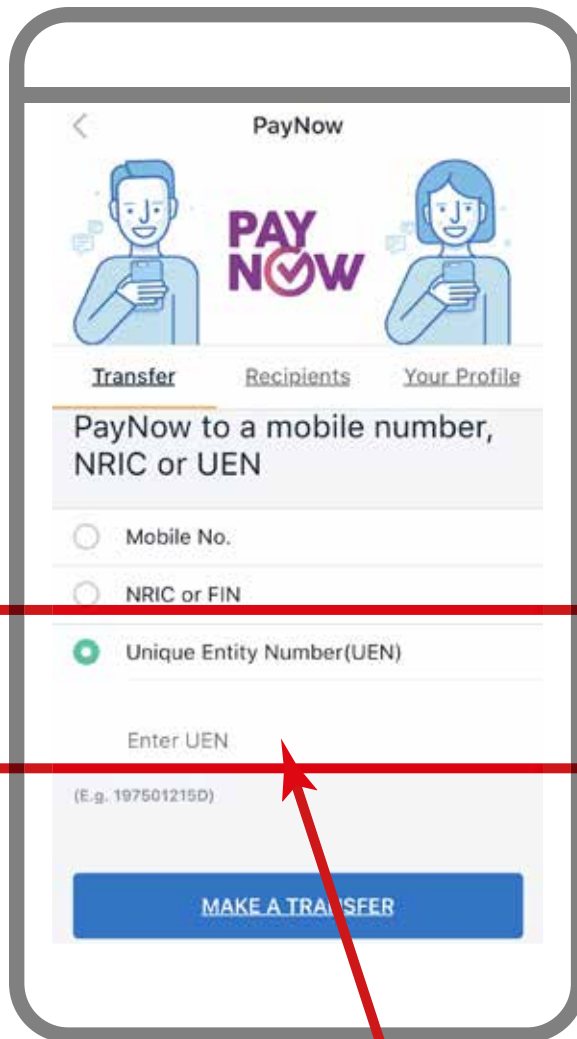 PayNow
PAY
NOW
Transfer Recipients Your Profile
PayNow to a mobile number,
NRIC or UEN
Mobile No.
NRIC or FIN
Unique Entity Number(UEN)
Enter UEN
(E.g. 197501215D)
MAKE A TRANSFER